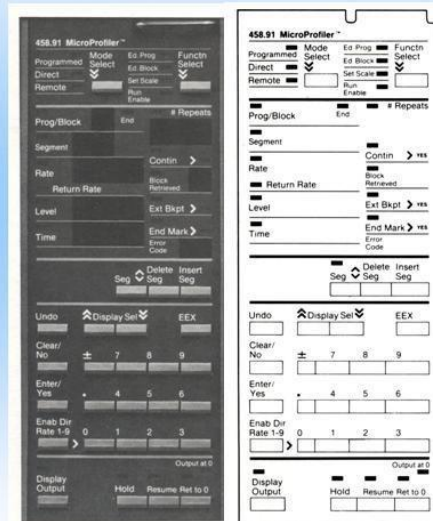 458.91 MicroProfiler™
Programmed Mode Select Ed. Prog Functn Select
Direct Ed. Block
Remote Set Scale
Run Enable
# Repeats
Prog/Block End
Segment
Contin >
Rate
Block Retrieved
Return Rate
Level Ext Bkpt >
Time End Mark >
Error Code
Seg Delete Seg Insert Seg
Undo Display Sel EEX
Clear/No ± 7 8 9
Enter/Yes . 4 5 6
Enab Dir Rate 1-9 > 0 1 2 3
Output at 0
Display Output Hold Resume Ret to 0
458.91 MicroProfiler™
Programmed Mode Select Ed. Prog Functn Select
Direct Ed. Block
Remote Set Scale
Run Enable
# Repeats
Prog/Block End
Segment
Contin > YES
Rate
Block Retrieved
Return Rate
Level Ext Bkpt > YES
Time End Mark > YES
Error Code
Seg Delete Seg Insert Seg
Undo Display Sel EEX
Clear/No ± 7 8 9
Enter/Yes . 4 5 6
Enab Dir Rate 1-9 > 0 1 2 3
Output at 0
Display Output Hold Resume Ret to 0